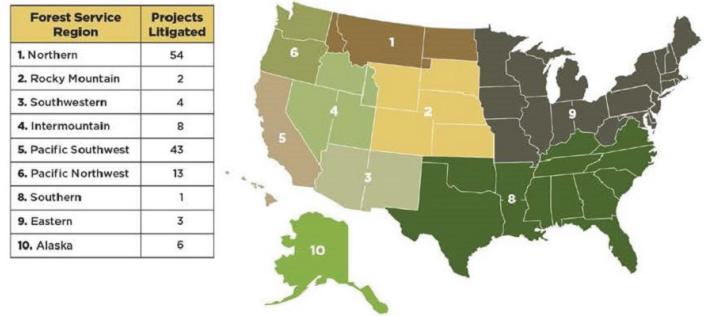 Forest Service Region Projects Litigated
1. Northern 54
2. Rocky Mountain 2
3. Southwestern 4
4. Intermountain 8
5. Pacific Southwest 43
6. Pacific Northwest 13
8. Southern 1
9. Eastern 3
10. Alaska 6
1
6
2
9
4
5
3
8
10